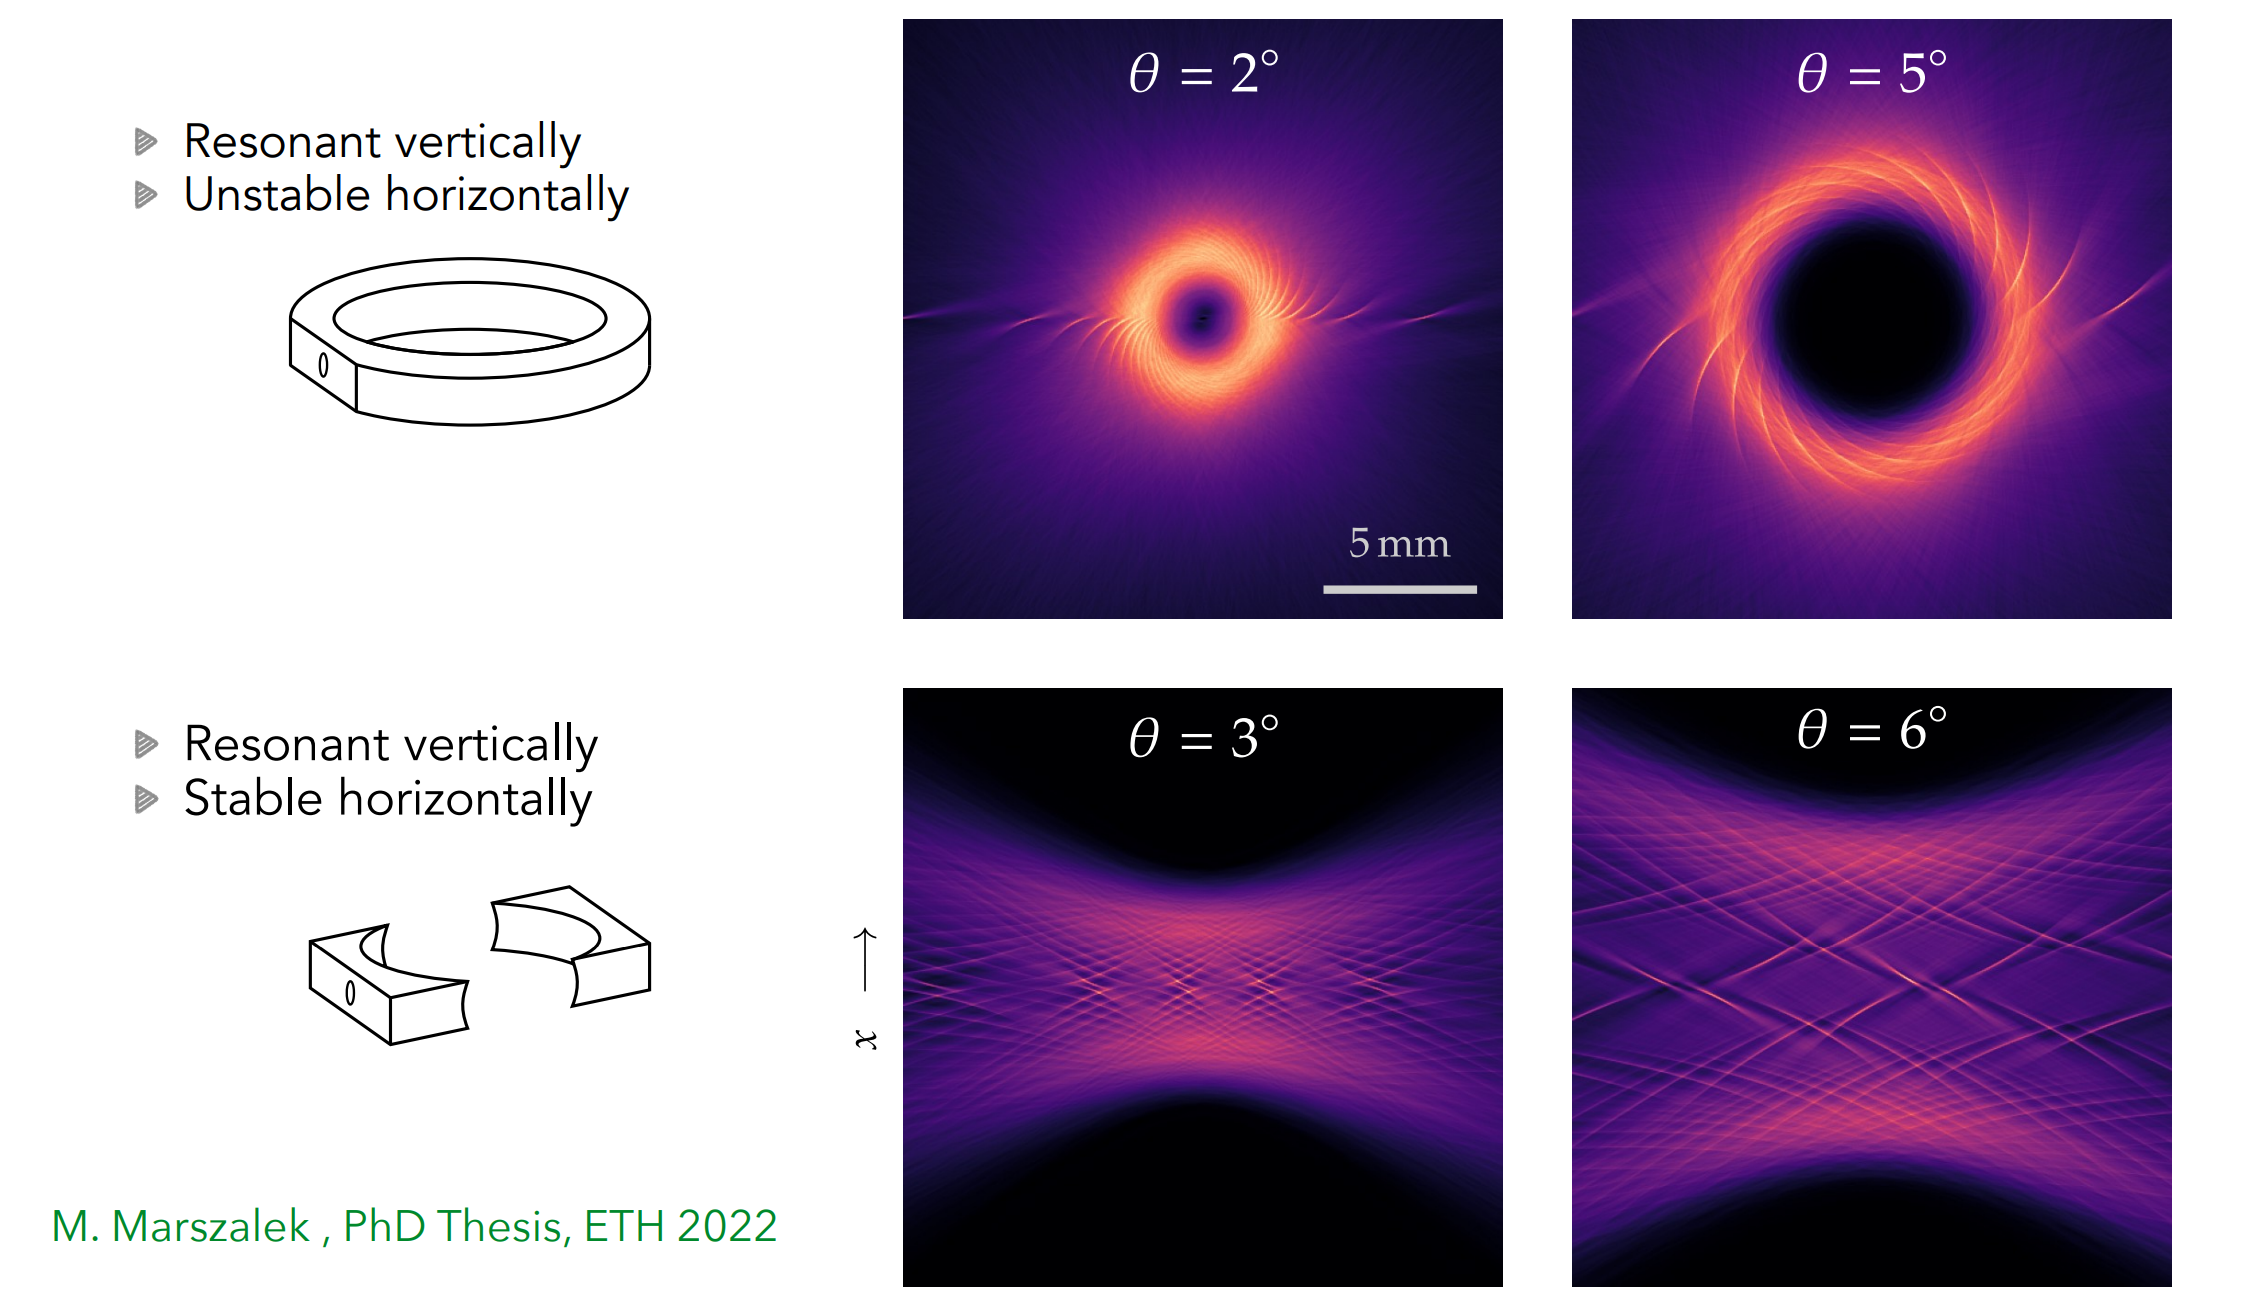 Resonant vertically
Unstable horizontally
θ = 2°
5 mm
θ = 5°
Resonant vertically
Stable horizontally
x
θ = 3°
θ = 6°
M. Marszalek , PhD Thesis, ETH 2022